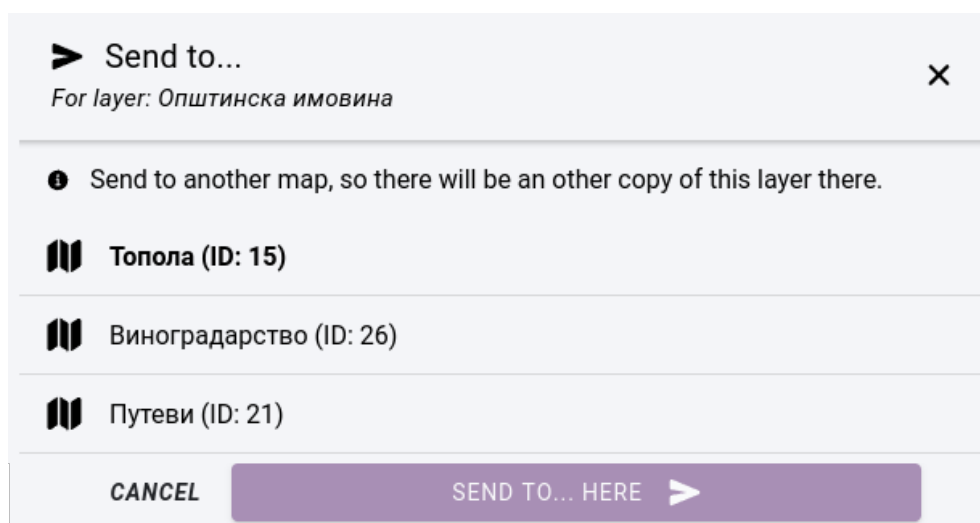 Send to...
For layer: Општинска имовина
Send to another map, so there will be an other copy of this layer there.
Топола (ID: 15)
Виноградарство (ID: 26)
Путеви (ID: 21)
CANCEL SEND TO... HERE